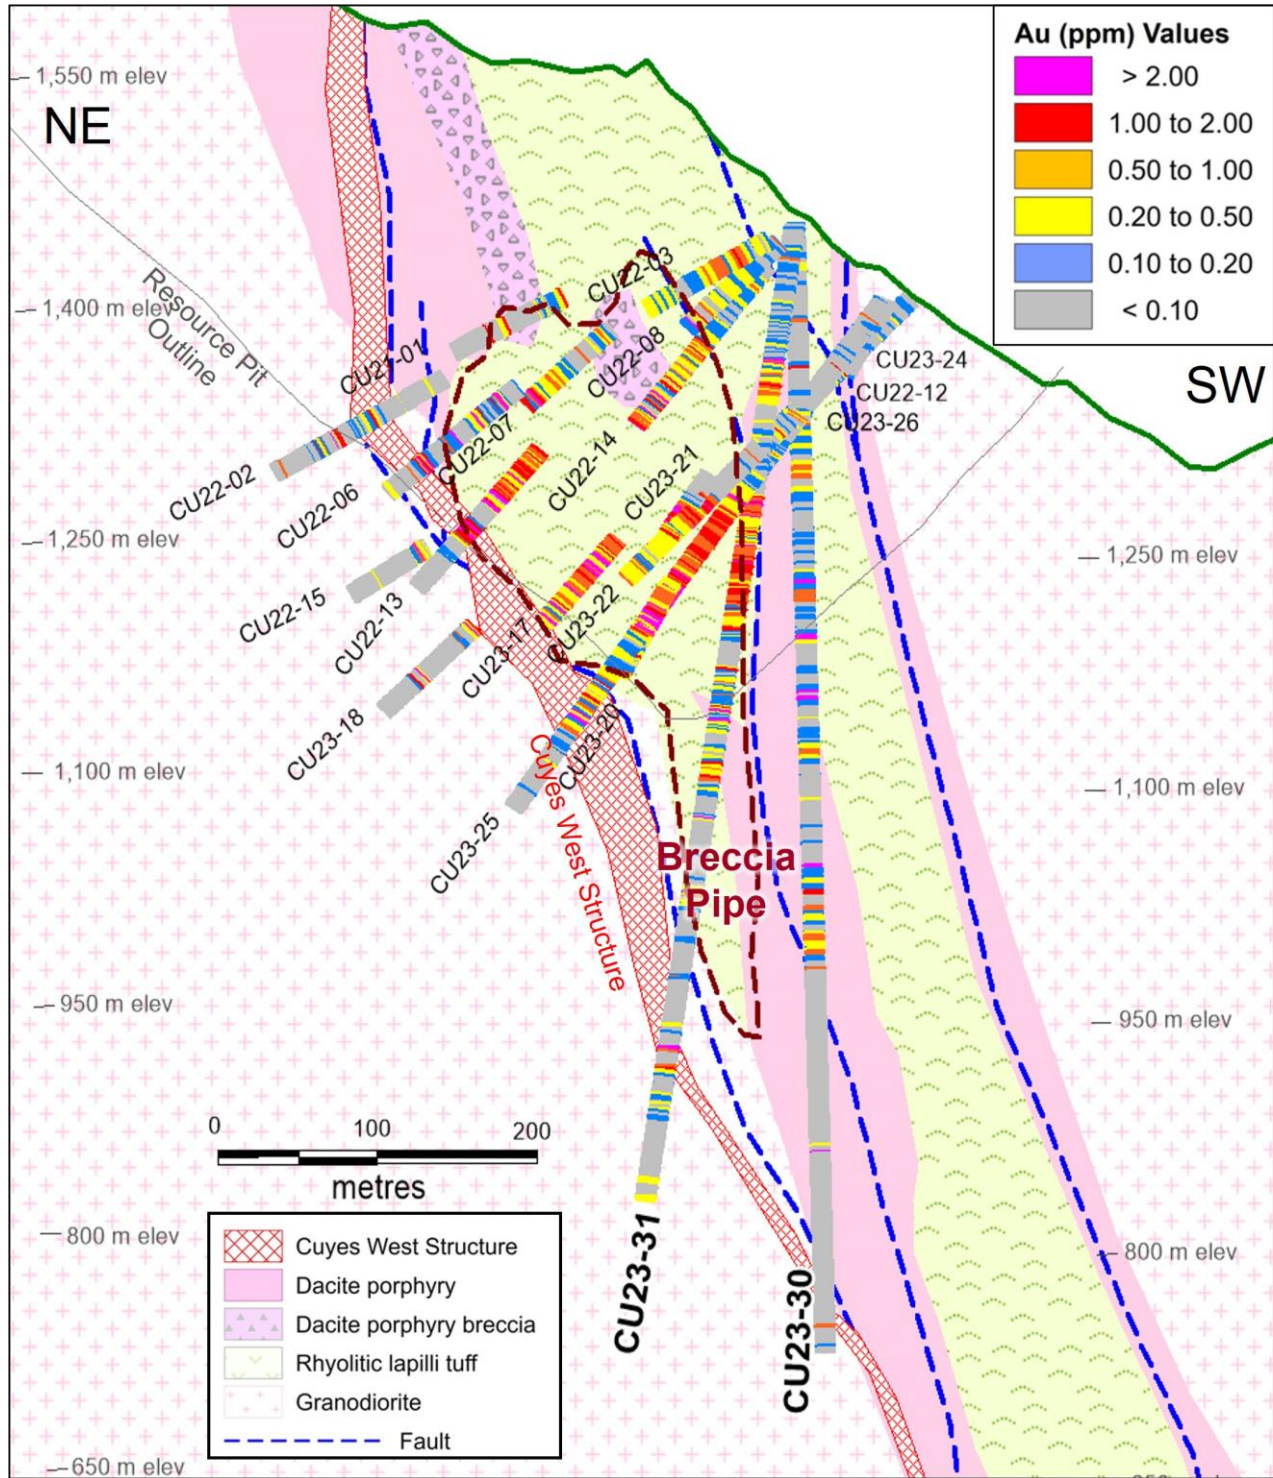 Au (ppm) Values
> 2.00
1.00 to 2.00
0.50 to 1.00
0.20 to 0.50
0.10 to 0.20
< 0.10
1,550 m elev
NE
SW
Resource Pit
Outline
1,400 m elev
CU22-03
CU21-01
CU22-08
CU23-24
CU22-12
CU23-26
CU22-02
CU22-07
CU22-06
CU22-14
CU23-21
1,250 m elev
1,250 m elev
CU22-15
CU22-13
CU23-22
CU23-17
CU23-18
CU23-20
CU23-25
1,100 m elev
1,100 m elev
Cuyes West Structure
Breccia
Pipe
950 m elev
950 m elev
0 100 200
metres
CU23-31
CU23-30
800 m elev
800 m elev
Cuyes West Structure
Dacite porphyry
Dacite porphyry breccia
Rhyolitic lapilli tuff
Granodiorite
Fault
650 m elev